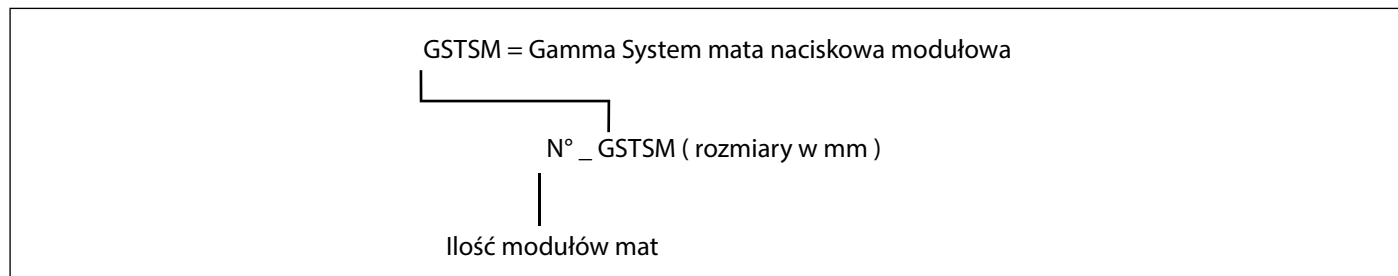 GSTSM = Gamma System mata naciskowa modułowa
N° _ GSTSM ( rozmiary w mm )
Ilość modułów mat